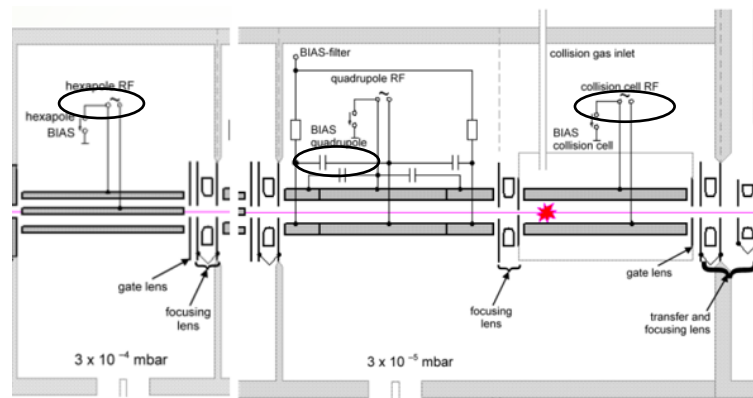 hexapole RF
~
hexapole
BIAS
gate lens
focusing
lens
3 x 10 ⁻⁴ mbar
BIAS-filter
quadrupole RF
~
BIAS
quadrupole
collision gas inlet
collision cell RF
~
BIAS
collision cell
focusing
lens
gate lens
transfer and
focusing lens
3 x 10 ⁻⁵ mbar